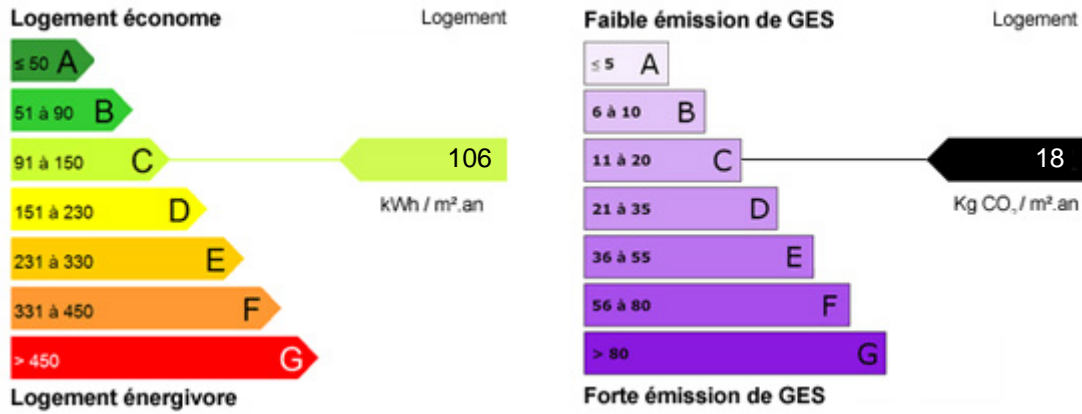 Logement économe Logement
≤ 50 A
51 à 90 B
91 à 150 C 106
151 à 230 D kWh / m².an
231 à 330 E
331 à 450 F
> 450 G
Logement énergivore
Faible émission de GES Logement
≤ 5 A
6 à 10 B
11 à 20 C 18
21 à 35 D Kg CO₂ / m².an
36 à 55 E
56 à 80 F
> 80 G
Forte émission de GES